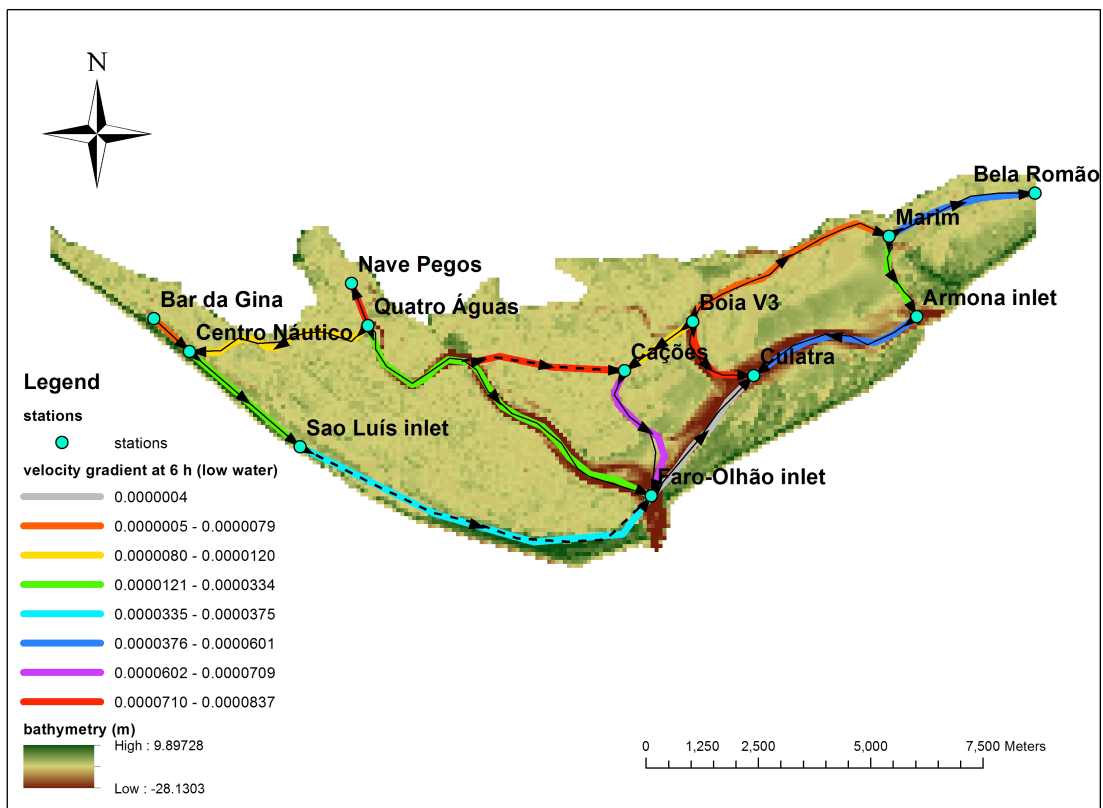 N
Bela Romão
Marim
Nave Pegos
Bar da Gina
Quatro Águas
Boia V3
Armona inlet
Centro Náutico
Cações
Culatra
Legend
stations
stations
Sao Luís inlet
velocity gradient at 6 h (low water)
Faro-Olhão inlet
0.0000004
0.0000005 - 0.0000079
0.0000080 - 0.0000120
0.0000121 - 0.0000334
0.0000335 - 0.0000375
0.0000376 - 0.0000601
0.0000602 - 0.0000709
0.0000710 - 0.0000837
bathymetry (m)
High : 9.89728
Low : -28.1303
0 1,250 2,500 5,000 7,500 Meters